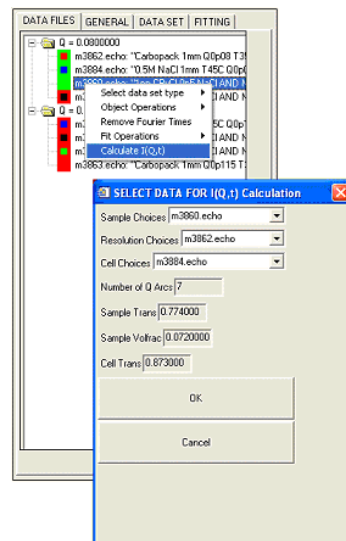 DATA FILES GENERAL DATA SET FITTING
Q = 0.0800000
m3862.echo: "Carbopack 1mm Q0p08 T3
m3884.echo: "0.5M NaCl 1mm T45C Q0p
m3860.echo:
Select data set type
Object Operations
Remove Fourier Times
Fit Operations
Calculate I(Q,t)
m3863.echo: "Carbopack 1mm Q0p115 T
SELECT DATA FOR I(Q,t) Calculation
Sample Choices m3860.echo
Resolution Choices m3862.echo
Cell Choices m3884.echo
Number of Q Arcs 7
Sample Trans 0.774000
Sample Volfrac 0.0720000
Cell Trans 0.873000
OK
Cancel